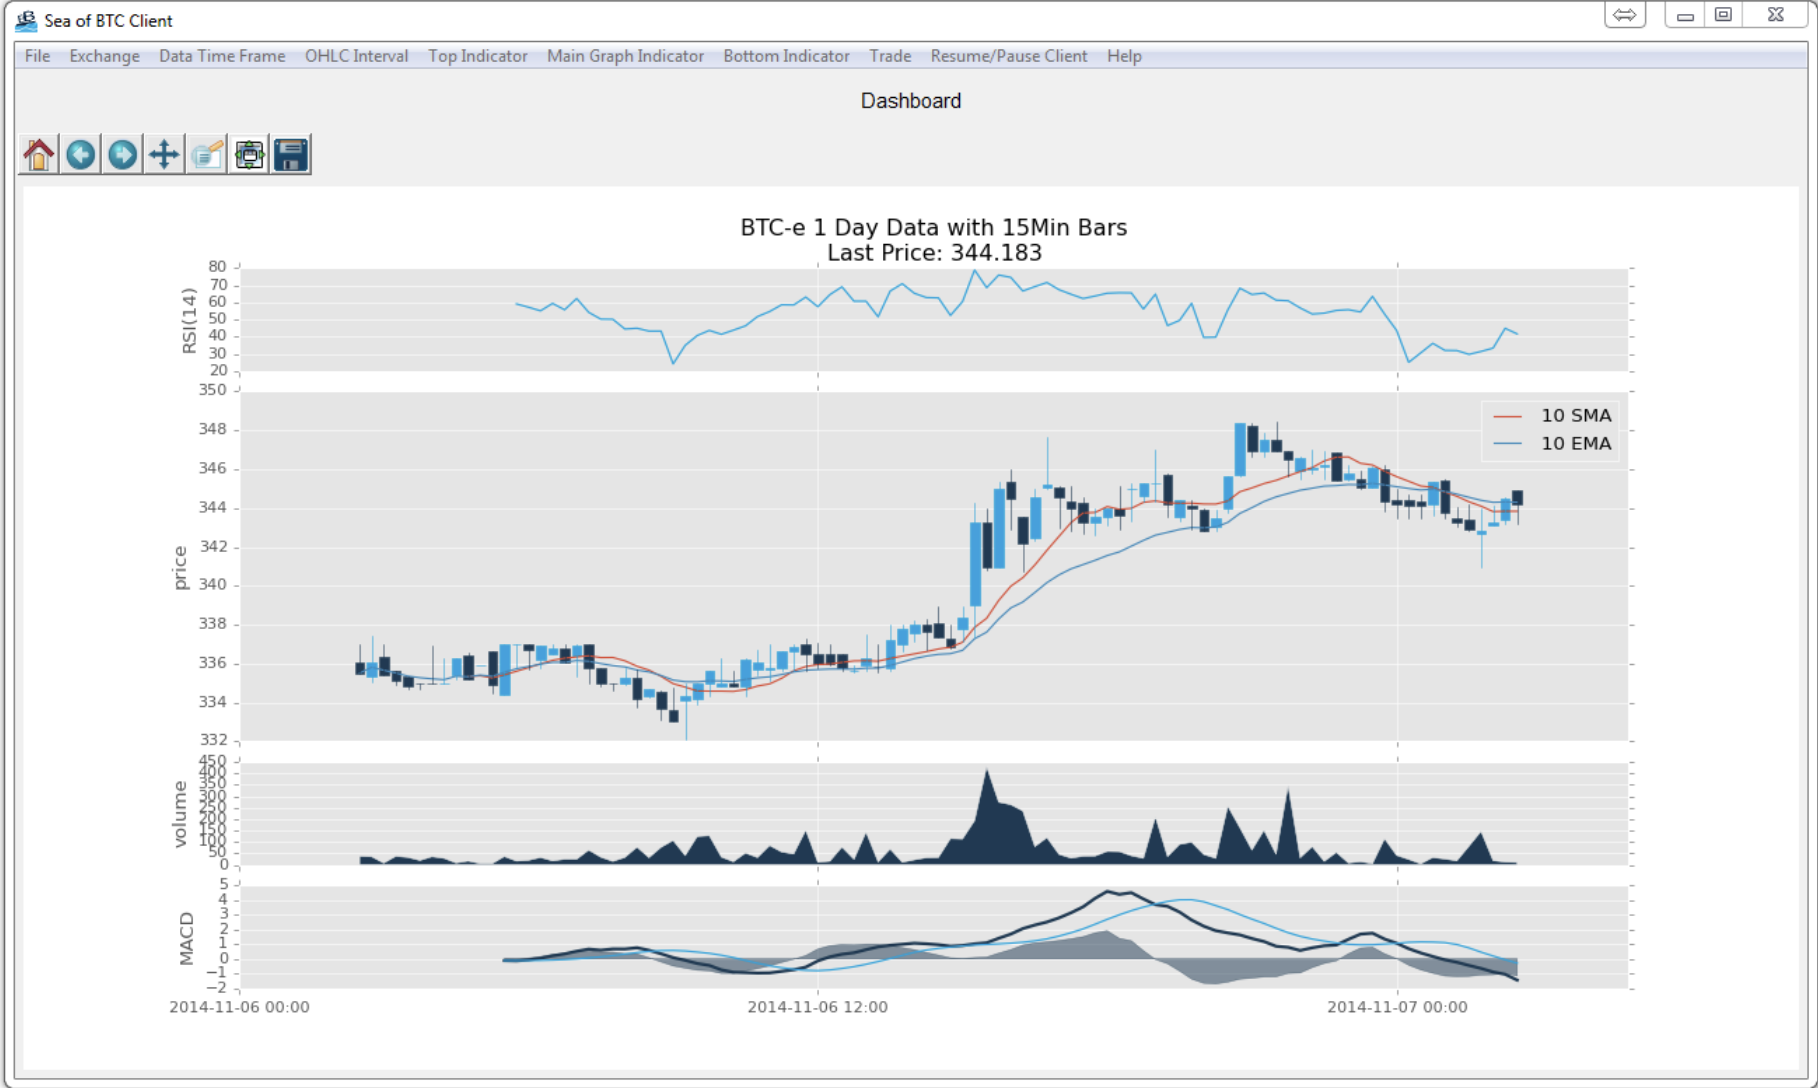 Sea of BTC Client
File Exchange Data Time Frame OHLC Interval Top Indicator Main Graph Indicator Bottom Indicator Trade Resume/Pause Client Help
Dashboard
BTC-e 1 Day Data with 15Min Bars
Last Price: 344.183
RSI(14)
80
70
60
50
40
30
20
price
350
348
346
344
342
340
338
336
334
332
10 SMA
10 EMA
volume
450
400
350
300
250
200
150
100
50
0
MACD
5
4
3
2
1
0
−1
−2
2014-11-06 00:00 2014-11-06 12:00 2014-11-07 00:00